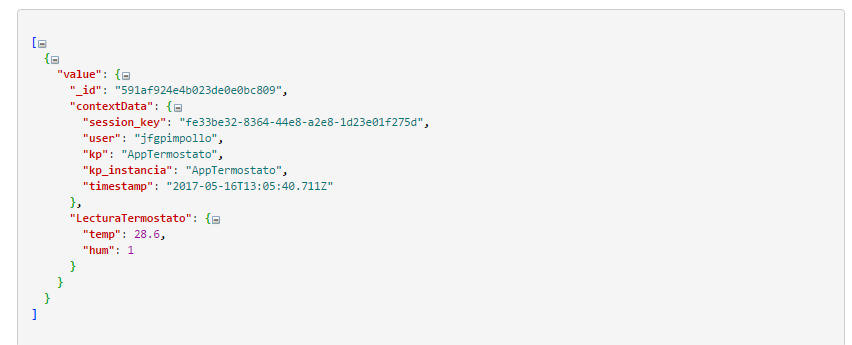 [
{
"value": {
"_id": "591af924e4b023de0e0bc809",
"contextData": {
"session_key": "fe33be32-8364-44e8-a2e8-1d23e01f275d",
"user": "jfgpimpollo",
"kp": "AppTermostato",
"kp_instancia": "AppTermostato",
"timestamp": "2017-05-16T13:05:40.711Z"
},
"LecturaTermostato": {
"temp": 28.6,
"hum": 1
}
}
}
]